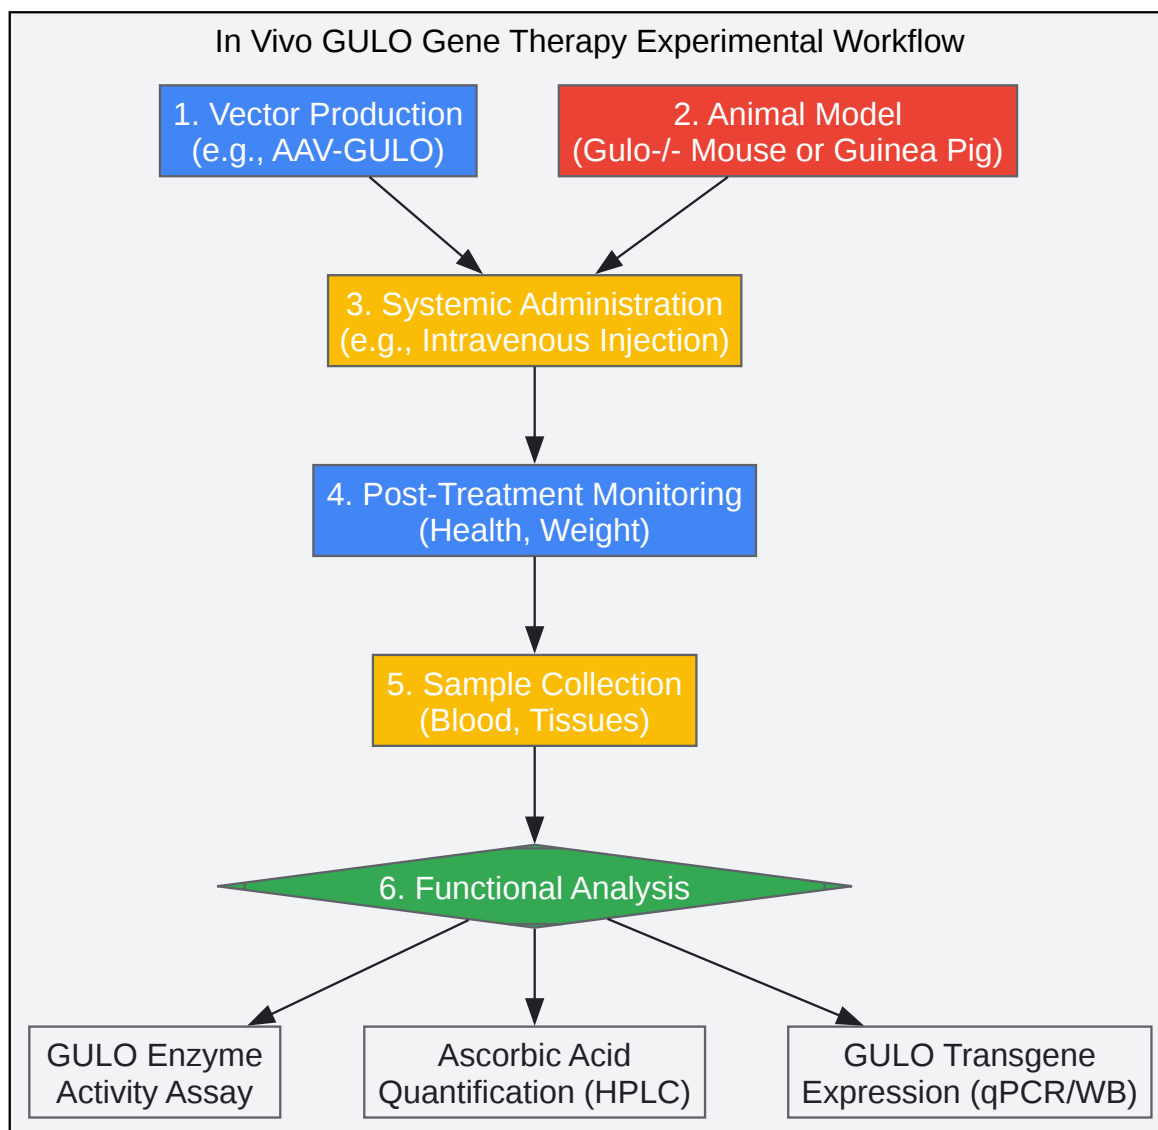 In Vivo GULO Gene Therapy Experimental Workflow
1. Vector Production
(e.g., AAV-GULO)
2. Animal Model
(Gulo-/- Mouse or Guinea Pig)
3. Systemic Administration
(e.g., Intravenous Injection)
4. Post-Treatment Monitoring
(Health, Weight)
5. Sample Collection
(Blood, Tissues)
6. Functional Analysis
GULO Enzyme
Activity Assay
Ascorbic Acid
Quantification (HPLC)
GULO Transgene
Expression (qPCR/WB)